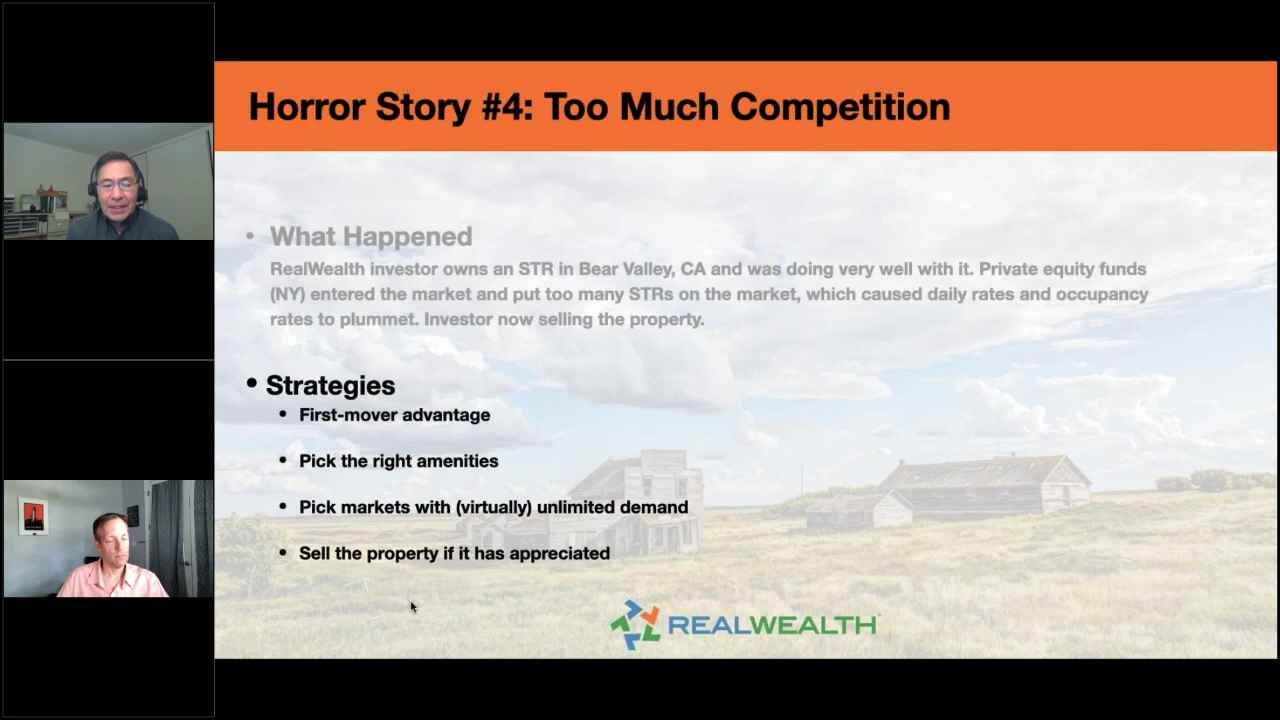 Horror Story #4: Too Much Competition
• What Happened
RealWealth investor owns an STR in Bear Valley, CA and was doing very well with it. Private equity funds
(NY) entered the market and put too many STRs on the market, which caused daily rates and occupancy
rates to plummet. Investor now selling the property.
• Strategies
• First-mover advantage
• Pick the right amenities
• Pick markets with (virtually) unlimited demand
• Sell the property if it has appreciated
REALWEALTH